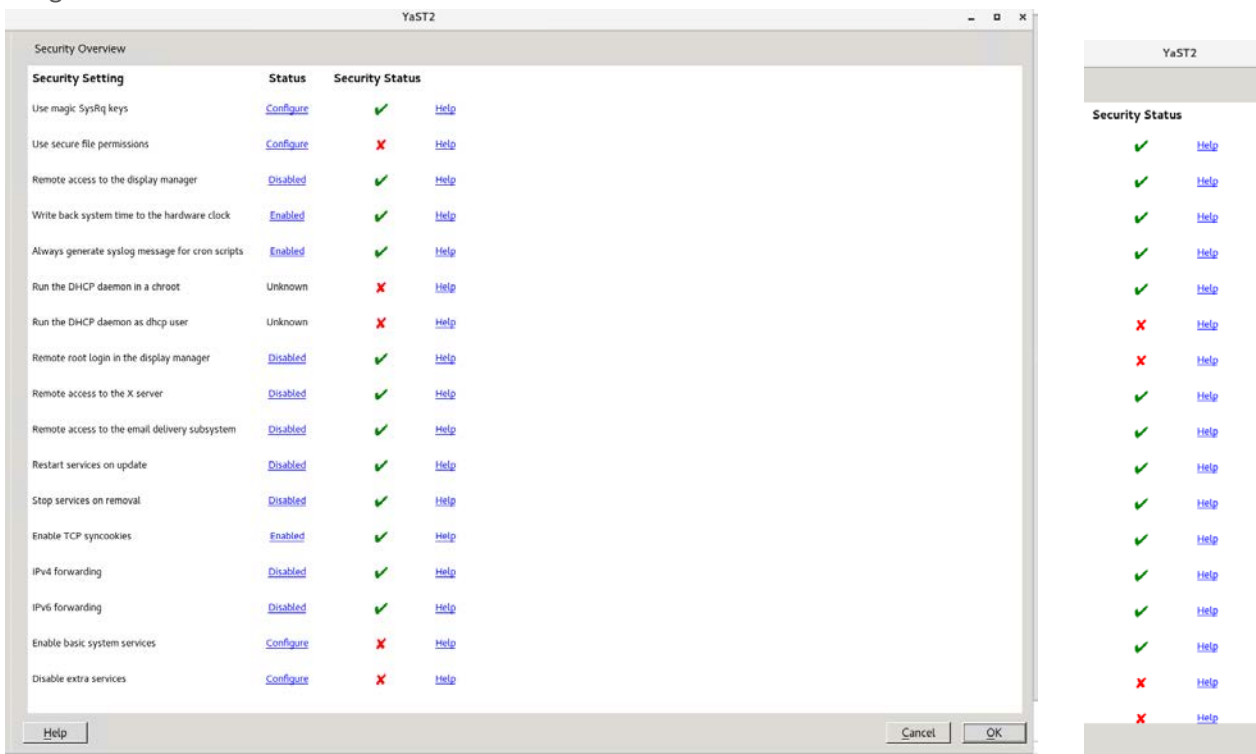 YaST2
Security Overview
Security Setting Status Security Status
Use magic SysRq keys Configure ✔ Help
Use secure file permissions Configure ✘ Help
Remote access to the display manager Disabled ✔ Help
Write back system time to the hardware clock Enabled ✔ Help
Always generate syslog message for cron scripts Enabled ✔ Help
Run the DHCP daemon in a chroot Unknown ✘ Help
Run the DHCP daemon as dhcp user Unknown ✘ Help
Remote root login in the display manager Disabled ✔ Help
Remote access to the X server Disabled ✔ Help
Remote access to the email delivery subsystem Disabled ✔ Help
Restart services on update Disabled ✔ Help
Stop services on removal Disabled ✔ Help
Enable TCP syncookies Enabled ✔ Help
IPv4 forwarding Disabled ✔ Help
IPv6 forwarding Disabled ✔ Help
Enable basic system services Configure ✘ Help
Disable extra services Configure ✘ Help
Help Cancel OK
YaST2
Security Status
✔ Help
✔ Help
✔ Help
✔ Help
✔ Help
✘ Help
✘ Help
✔ Help
✔ Help
✔ Help
✔ Help
✔ Help
✔ Help
✔ Help
✔ Help
✘ Help
✘ Help